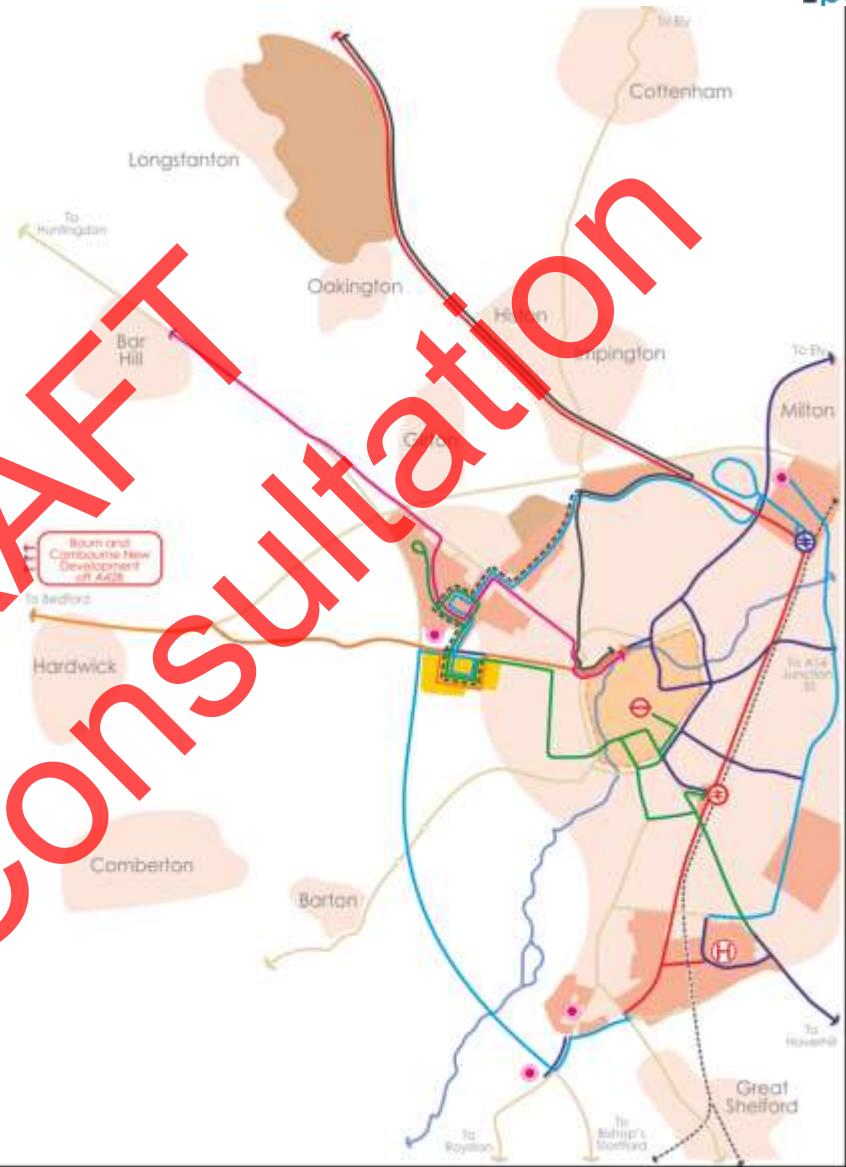 To Ely
Cottenham
Longstanton
To
Huntingdon
Oakington
Histon
Impington
Bar
Hill
To Ely
Milton
Girton
DRAFT
Consultation
Bourn and
Cambourne New
Development
off A428
To Bedford
Hardwick
To A14
Junction
35
Comberton
Barton
H
To
Haverhill
Great
Shelford
To
Royston
To
Bishop's
Stortford